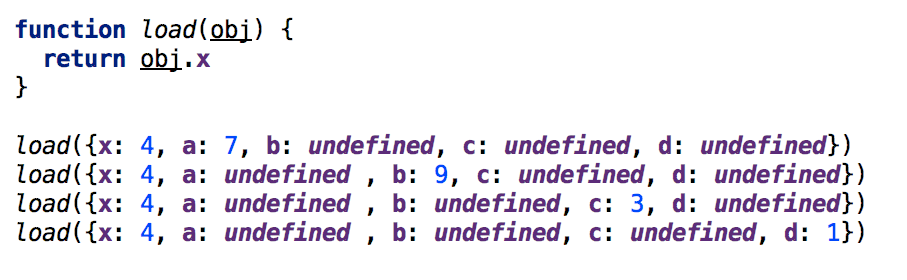 function load(obj) {
  return obj.x
}

load({x: 4, a: 7, b: undefined, c: undefined, d: undefined})
load({x: 4, a: undefined , b: 9, c: undefined, d: undefined})
load({x: 4, a: undefined , b: undefined, c: 3, d: undefined})
load({x: 4, a: undefined , b: undefined, c: undefined, d: 1})